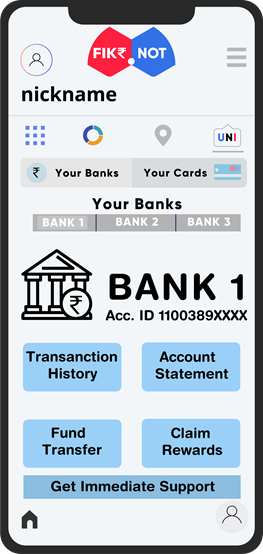 FIK₹ NOT
nickname
UNI
₹ Your Banks Your Cards
Your Banks
BANK 1 BANK 2 BANK 3
₹ BANK 1
Acc. ID 1100389XXXX
Transanction Account
History Statement
Fund Claim
Transfer Rewards
Get Immediate Support